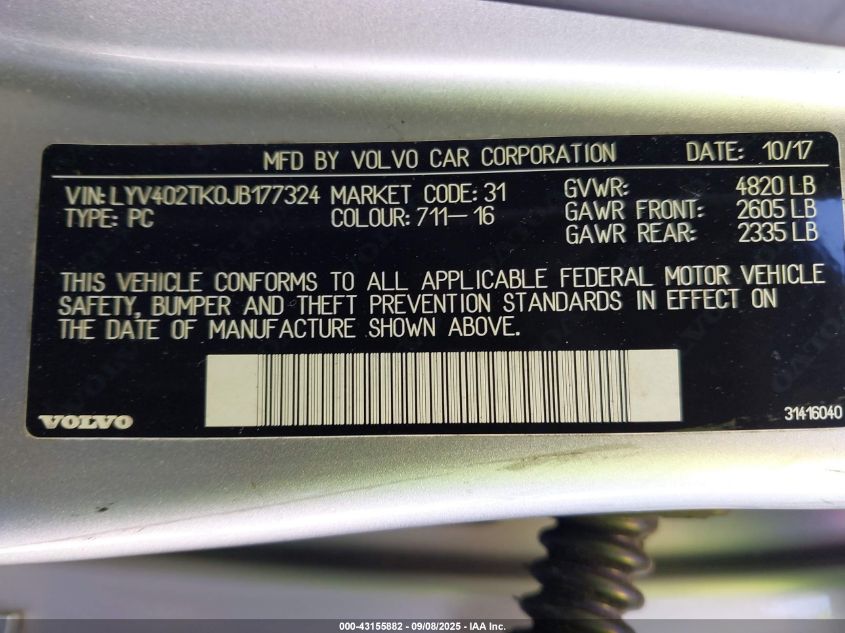 MFD BY VOLVO CAR CORPORATION DATE: 10/17
VIN: LYV402TK0JB177324 MARKET CODE: 31 GVWR: 4820 LB
TYPE: PC COLOUR: 711-16 GAWR FRONT: 2605 LB
GAWR REAR: 2335 LB
THIS VEHICLE CONFORMS TO ALL APPLICABLE FEDERAL MOTOR VEHICLE
SAFETY, BUMPER AND THEFT PREVENTION STANDARDS IN EFFECT ON
THE DATE OF MANUFACTURE SHOWN ABOVE.
VOLVO 31416040
000-43155882 - 09/08/2025 - IAA Inc.